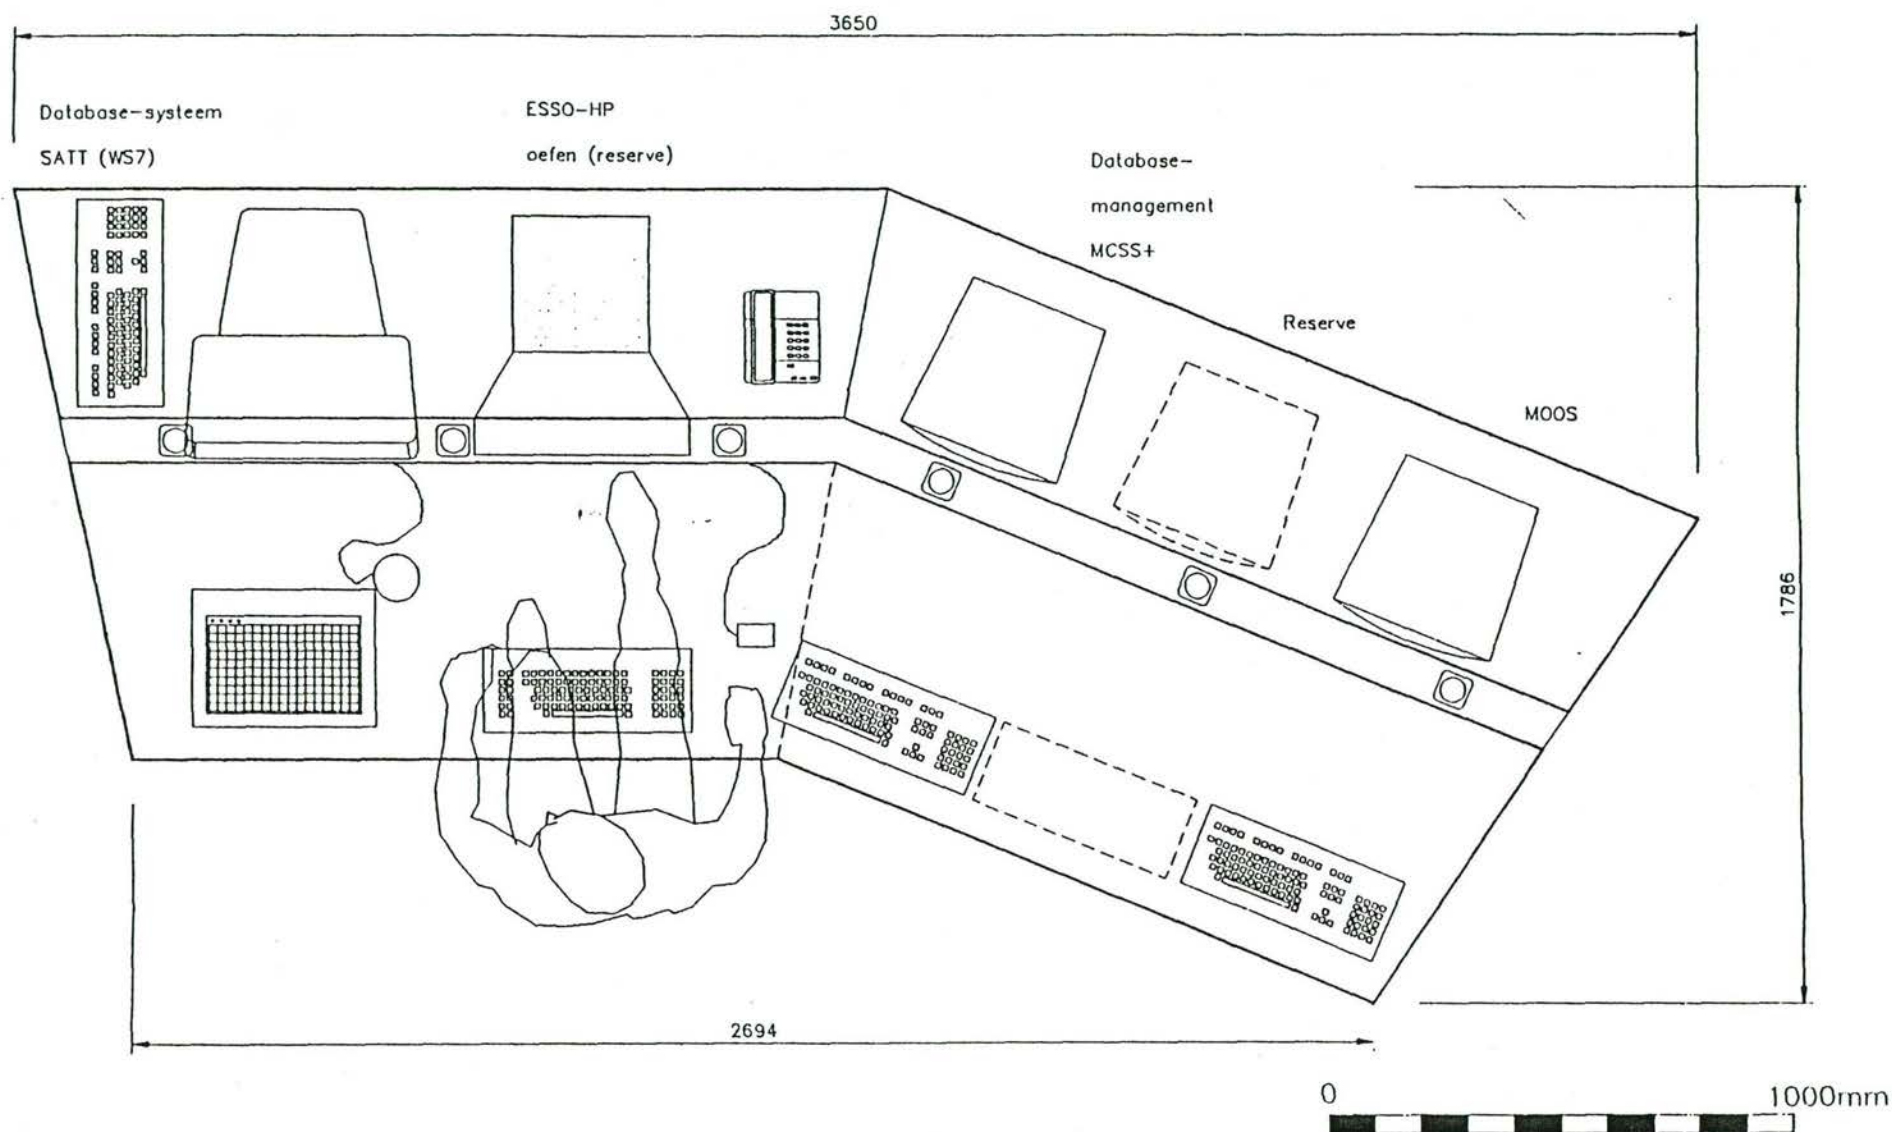 3650
Database-systeem
SATT (WS7)
ESSO-HP
oefen (reserve)
Database-
management
MCSS+
Reserve
MOOS
1786
2694
0 1000mm